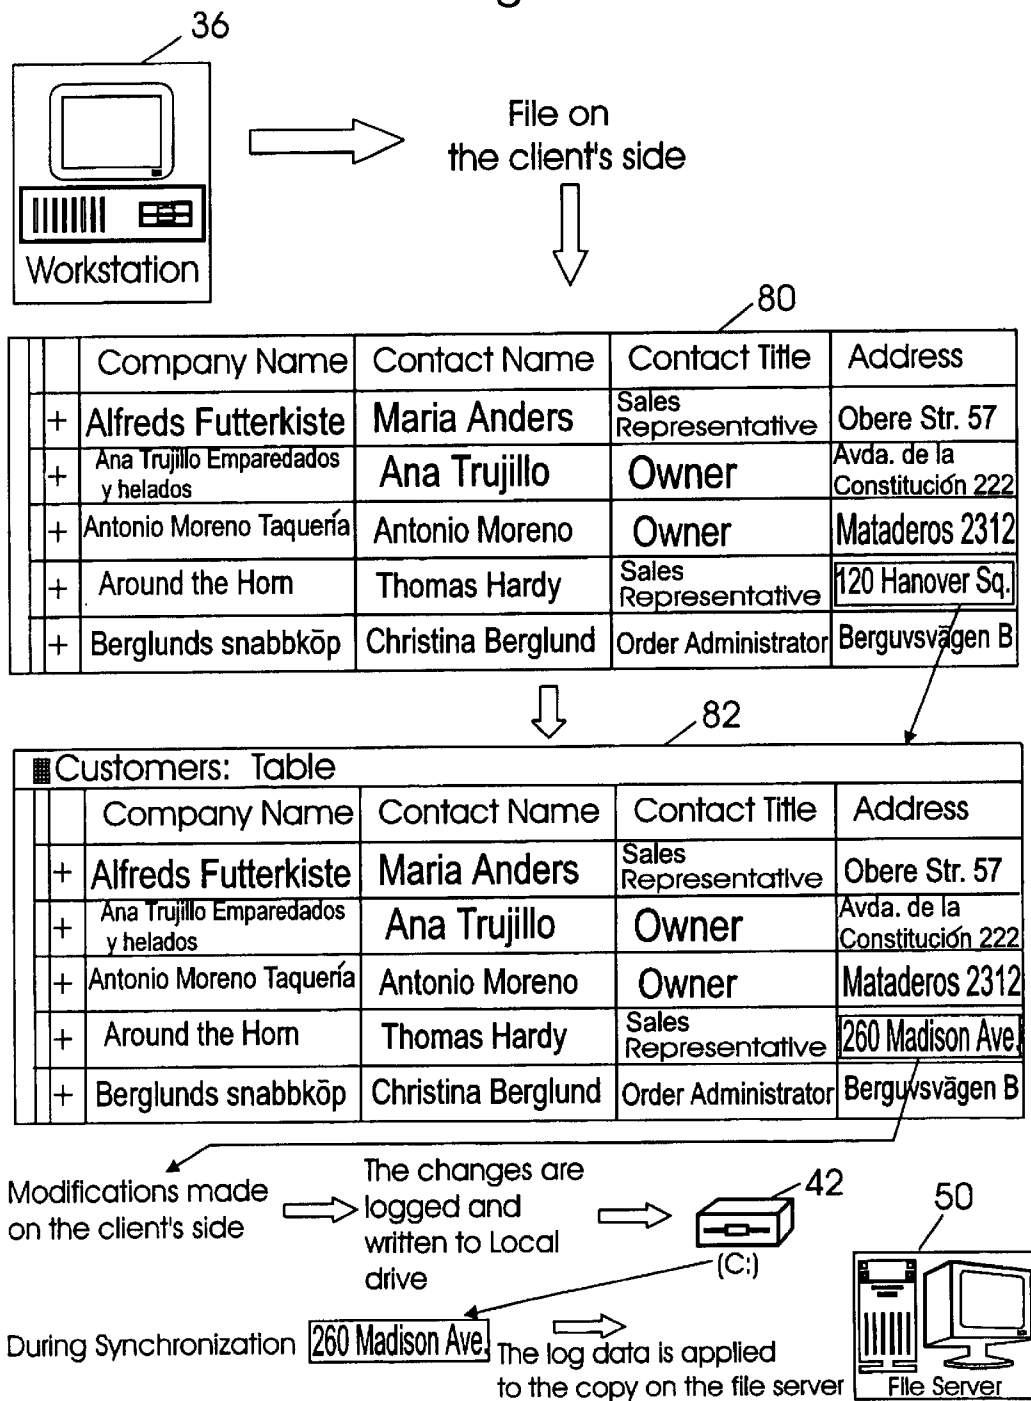 36
Workstation
File on
the client's side
80
Company Name Contact Name Contact Title Address
+ Alfreds Futterkiste Maria Anders Sales Representative Obere Str. 57
+ Ana Trujillo Emparedados y helados Ana Trujillo Owner Avda. de la Constitución 222
+ Antonio Moreno Taquería Antonio Moreno Owner Mataderos 2312
+ Around the Horn Thomas Hardy Sales Representative 120 Hanover Sq.
+ Berglunds snabbkōp Christina Berglund Order Administrator Berguvsvāgen B
82
Customers: Table
Company Name Contact Name Contact Title Address
+ Alfreds Futterkiste Maria Anders Sales Representative Obere Str. 57
+ Ana Trujillo Emparedados y helados Ana Trujillo Owner Avda. de la Constitución 222
+ Antonio Moreno Taquería Antonio Moreno Owner Mataderos 2312
+ Around the Horn Thomas Hardy Sales Representative 260 Madison Ave.
+ Berglunds snabbkōp Christina Berglund Order Administrator Berguvsvāgen B
Modifications made
on the client's side
The changes are
logged and
written to Local
drive
42
(C:)
50
File Server
During Synchronization 260 Madison Ave.
The log data is applied
to the copy on the file server